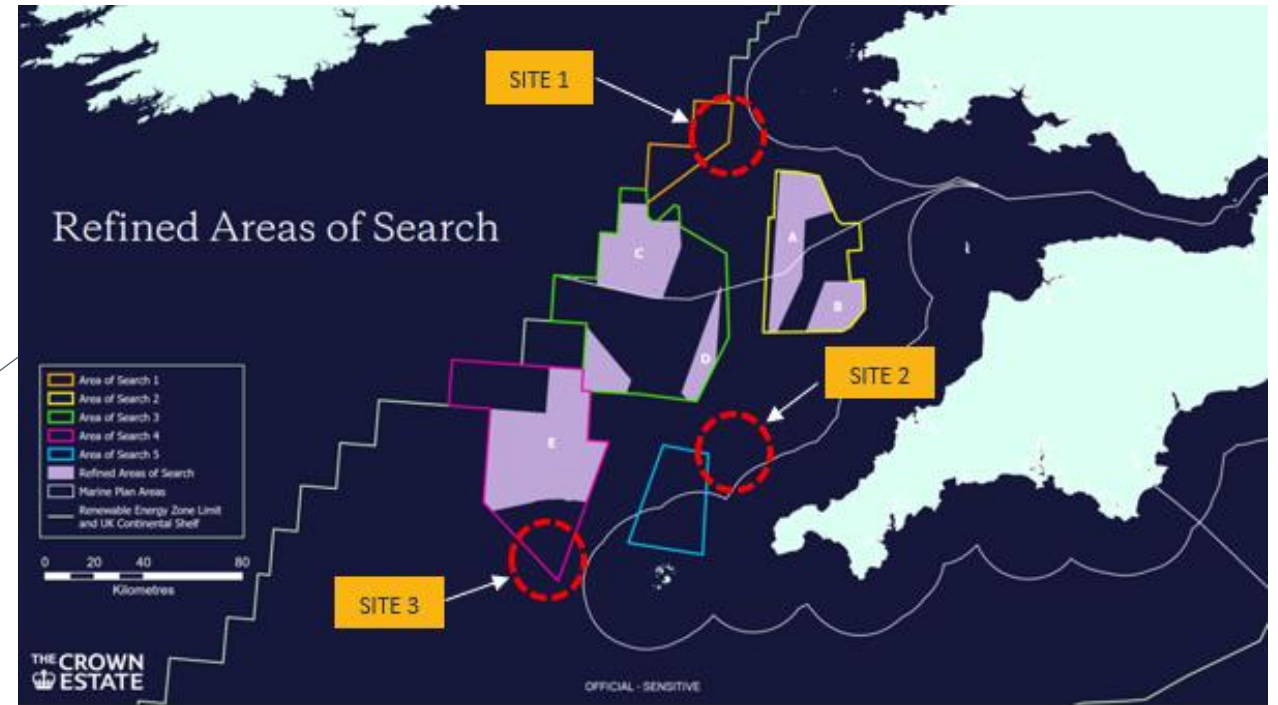 SITE 1
Refined Areas of Search
A
C
B
D
SITE 2
E
Area of Search 1
Area of Search 2
Area of Search 3
Area of Search 4
Area of Search 5
Refined Areas of Search
Marine Plan Areas
Renewable Energy Zone Limit
and UK Continental Shelf
0 20 40 80
Kilometres
SITE 3
THE CROWN
ESTATE
OFFICIAL - SENSITIVE